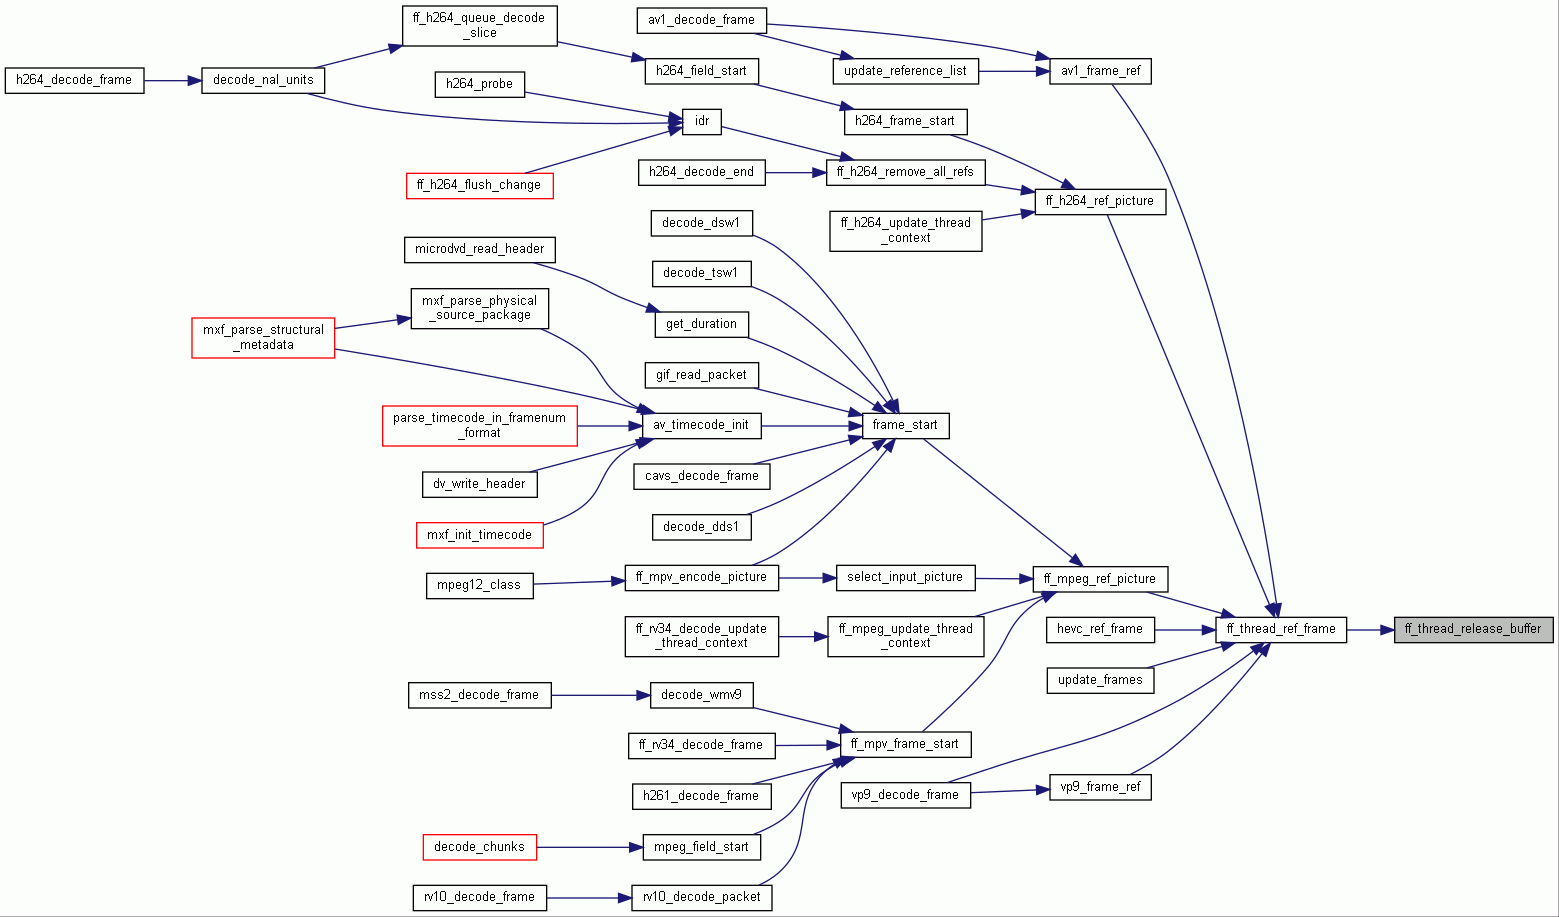 ff_h264_queue_decode
_slice
av1_decode_frame
h264_decode_frame
decode_nal_units
h264_probe
h264_field_start
update_reference_list
av1_frame_ref
idr
h264_frame_start
ff_h264_flush_change
h264_decode_end
ff_h264_remove_all_refs
ff_h264_ref_picture
decode_dsw1
ff_h264_update_thread
_context
microdvd_read_header
decode_tsw1
mxf_parse_physical
_source_package
mxf_parse_structural
_metadata
get_duration
gif_read_packet
parse_timecode_in_framenum
_format
av_timecode_init
frame_start
dv_write_header
cavs_decode_frame
mxf_init_timecode
decode_dds1
mpeg12_class
ff_mpv_encode_picture
select_input_picture
ff_mpeg_ref_picture
ff_rv34_decode_update
_thread_context
ff_mpeg_update_thread
_context
hevc_ref_frame
ff_thread_ref_frame
ff_thread_release_buffer
update_frames
mss2_decode_frame
decode_wmv9
ff_rv34_decode_frame
ff_mpv_frame_start
h261_decode_frame
vp9_decode_frame
vp9_frame_ref
decode_chunks
mpeg_field_start
rv10_decode_frame
rv10_decode_packet